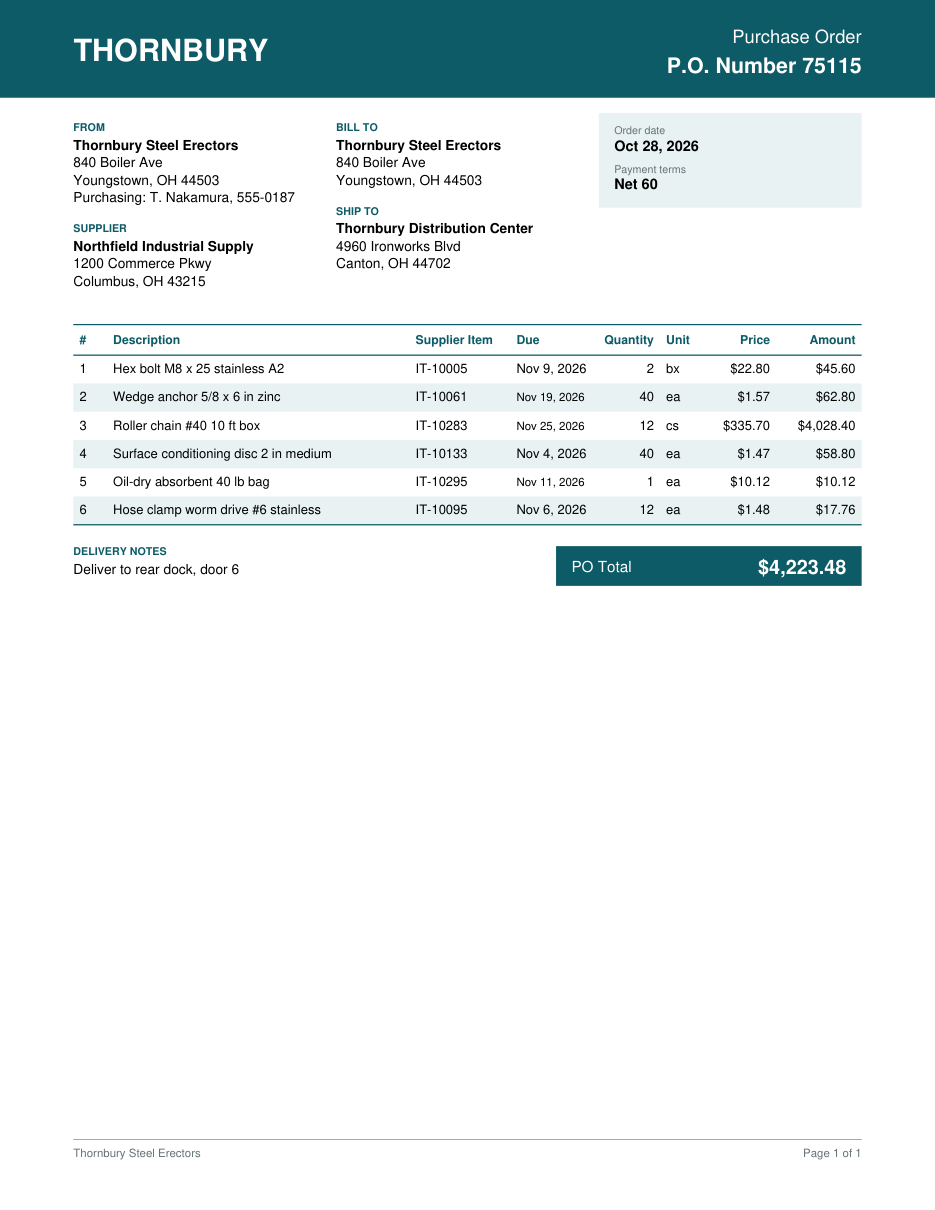 THORNBURY
Purchase Order
P.O. Number 75115
FROM
Thornbury Steel Erectors
840 Boiler Ave
Youngstown, OH 44503
Purchasing: T. Nakamura, 555-0187
SUPPLIER
Northfield Industrial Supply
1200 Commerce Pkwy
Columbus, OH 43215
BILL TO
Thornbury Steel Erectors
840 Boiler Ave
Youngstown, OH 44503
SHIP TO
Thornbury Distribution Center
4960 Ironworks Blvd
Canton, OH 44702
Order date
Oct 28, 2026
Payment terms
Net 60
# Description Supplier Item Due Quantity Unit Price Amount
1 Hex bolt M8 x 25 stainless A2 IT-10005 Nov 9, 2026 2 bx $22.80 $45.60
2 Wedge anchor 5/8 x 6 in zinc IT-10061 Nov 19, 2026 40 ea $1.57 $62.80
3 Roller chain #40 10 ft box IT-10283 Nov 25, 2026 12 cs $335.70 $4,028.40
4 Surface conditioning disc 2 in medium IT-10133 Nov 4, 2026 40 ea $1.47 $58.80
5 Oil-dry absorbent 40 lb bag IT-10295 Nov 11, 2026 1 ea $10.12 $10.12
6 Hose clamp worm drive #6 stainless IT-10095 Nov 6, 2026 12 ea $1.48 $17.76
DELIVERY NOTES
Deliver to rear dock, door 6
PO Total $4,223.48
Thornbury Steel Erectors Page 1 of 1